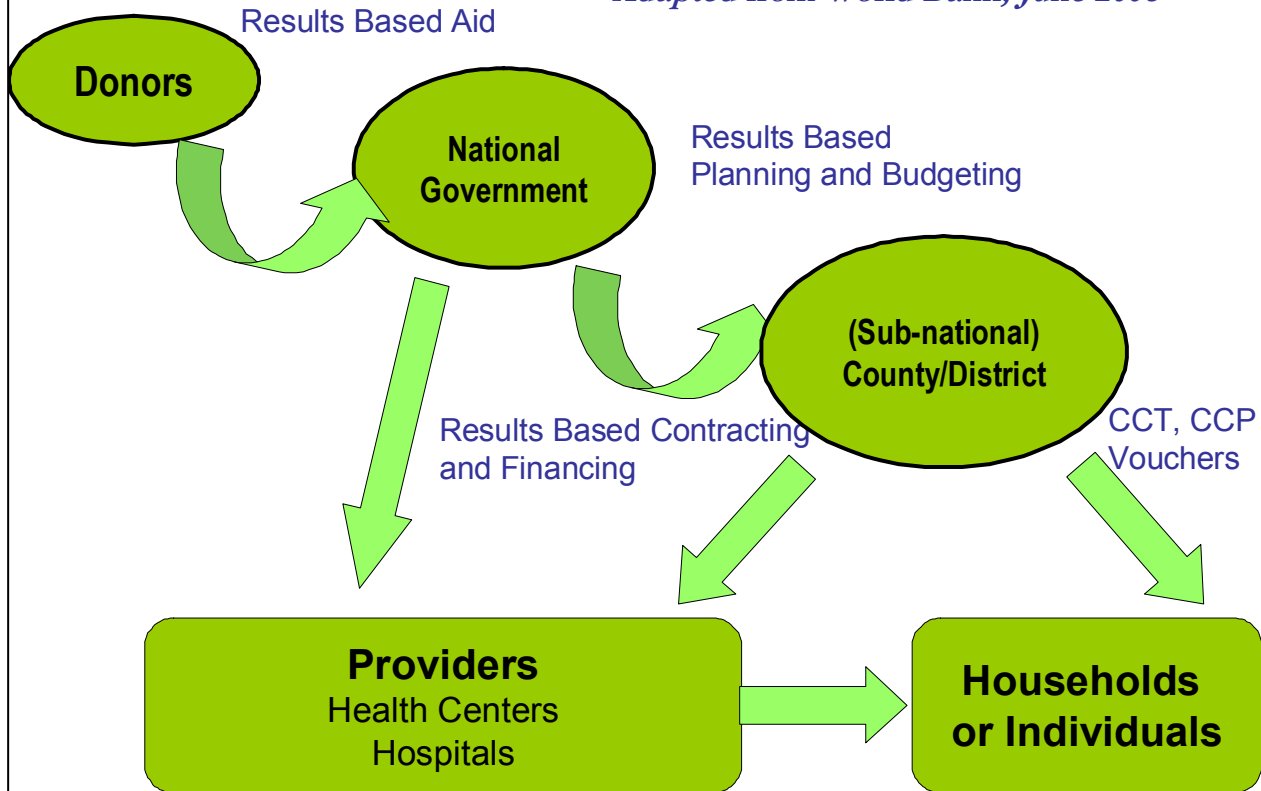 Results Based Aid
Donors
National
Government
Results Based
Planning and Budgeting
(Sub-national)
County/District
Results Based Contracting
and Financing
CCT, CCP
Vouchers
Providers
Health Centers
Hospitals
Households
or Individuals